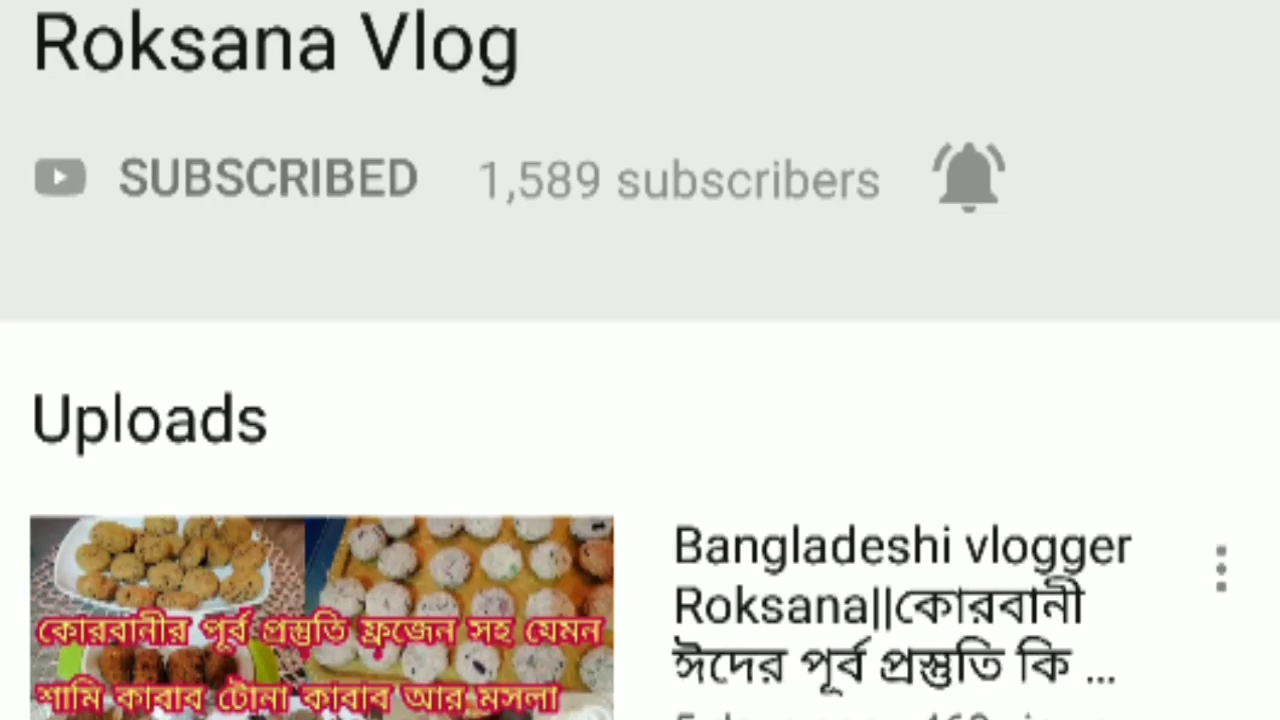 Roksana Vlog
SUBSCRIBED 1,589 subscribers
Uploads
কোরবানীর পূর্ব প্রস্তুতি ফ্রজেন সহ যেমন
শামি কাবাব টোনা কাবাব আর মসলা
Bangladeshi vlogger
Roksana||কোরবানী
ঈদের পূর্ব প্রস্তুতি কি ...